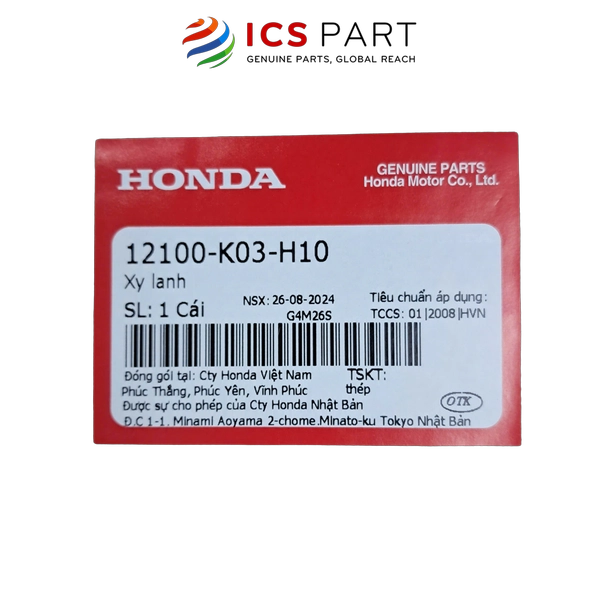 ICS PART
GENUINE PARTS, GLOBAL REACH
HONDA
GENUINE PARTS
Honda Motor Co., Ltd.
12100-K03-H10
Xy lanh
SL: 1 Cái
NSX: 26-08-2024
G4M26S
Tiêu chuẩn áp dụng:
TCCS: 01|2008|HVN
Đóng gói tại: Cty Honda Việt Nam
Phúc Thắng, Phúc Yên, Vĩnh Phúc
TSKT:
thép
Được sự cho phép của Cty Honda Nhật Bản
Đ.C 1-1, Minami Aoyama 2-chome.Minato-ku Tokyo Nhật Bản
OTK